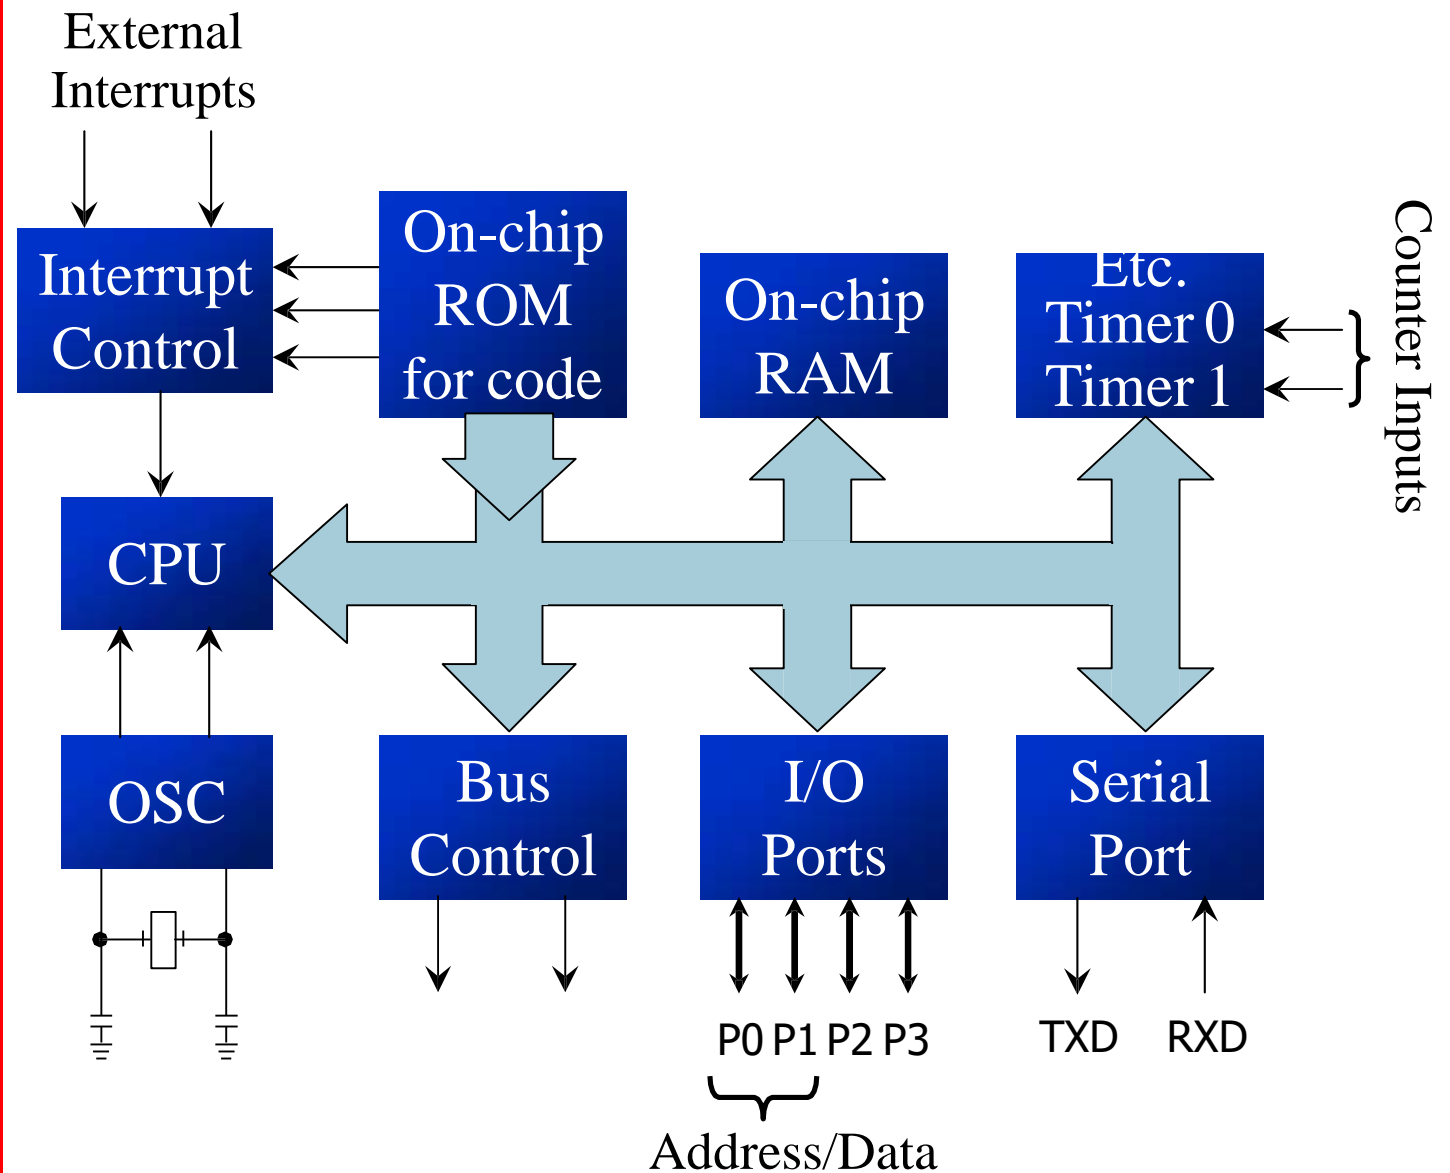 External
Interrupts
Interrupt
Control
On-chip
ROM
for code
On-chip
RAM
Etc.
Timer 0
Timer 1
Counter Inputs
CPU
OSC
Bus
Control
I/O
Ports
Serial
Port
P0 P1 P2 P3
TXD RXD
Address/Data